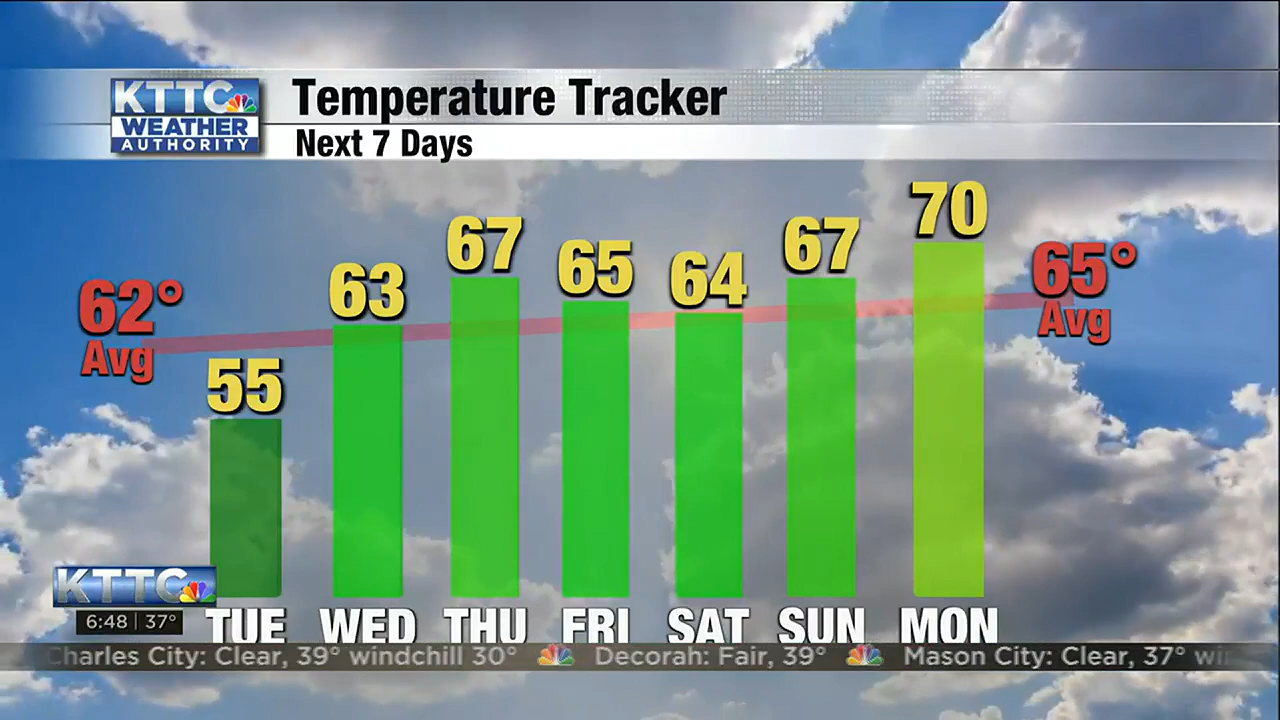 KTTC
WEATHER
AUTHORITY
Temperature Tracker
Next 7 Days
62° Avg
55
63
67
65
64
67
70
65° Avg
TUE WED THU FRI SAT SUN MON
KTTC
6:48 37°
Charles City: Clear, 39° windchill 30° Decorah: Fair, 39° Mason City: Clear, 37°